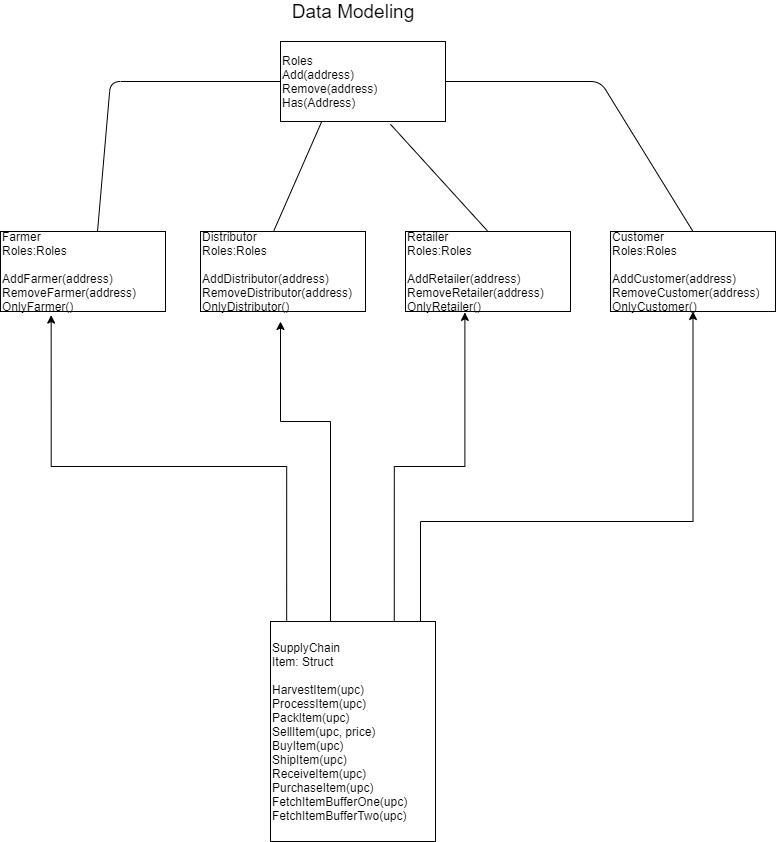 Data Modeling
Roles
Add(address)
Remove(address)
Has(Address)
Farmer
Roles:Roles
AddFarmer(address)
RemoveFarmer(address)
OnlyFarmer()
Distributor
Roles:Roles
AddDistributor(address)
RemoveDistributor(address)
OnlyDistributor()
Retailer
Roles:Roles
AddRetailer(address)
RemoveRetailer(address)
OnlyRetailer()
Customer
Roles:Roles
AddCustomer(address)
RemoveCustomer(address)
OnlyCustomer()
SupplyChain
Item: Struct
HarvestItem(upc)
ProcessItem(upc)
PackItem(upc)
SellItem(upc, price)
BuyItem(upc)
ShipItem(upc)
ReceiveItem(upc)
PurchaseItem(upc)
FetchItemBufferOne(upc)
FetchItemBufferTwo(upc)